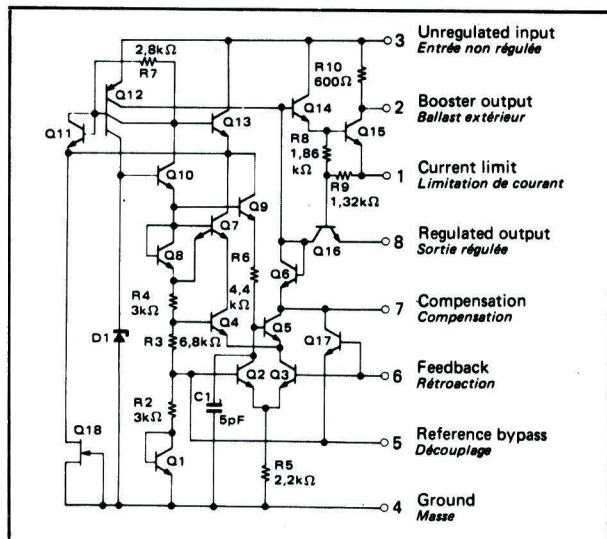 3 Unregulated input
Entrée non régulée
2,8kΩ
R7
R10
600Ω
Q12
Q14
2 Booster output
Ballast extérieur
Q11
Q13
Q15
R8
1,86
kΩ
1 Current limit
Limitation de courant
Q10
R9
1,32kΩ
Q9
Q7
8 Regulated output
Sortie régulée
Q8
R6
Q16
Q6
4,4
kΩ
R4
3kΩ
7 Compensation
Compensation
Q4
Q5
Q17
D1
R3
6,8kΩ
Q2
Q3
6 Feedback
Rétroaction
R2
3kΩ
C1
5pF
5 Reference bypass
Découplage
Q18
Q1
R5
2,2kΩ
4 Ground
Masse